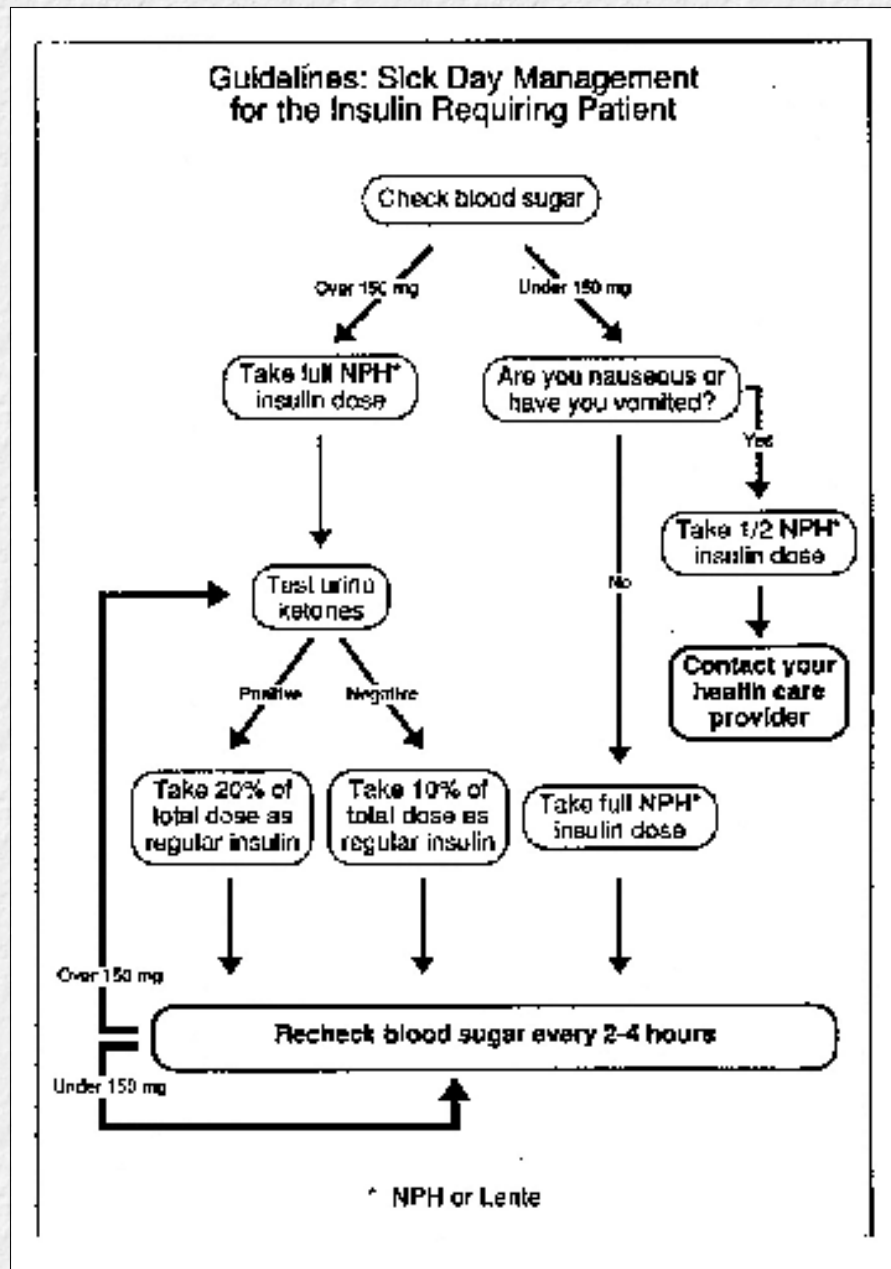 Guidelines: Sick Day Management
for the Insulin Requiring Patient
Check blood sugar
Over 150 mg
Under 150 mg
Take full NPH*
insulin dose
Are you nauseous or
have you vomited?
Yes
Take 1/2 NPH*
insulin dose
No
Test urine
ketones
Contact your
health care
provider
Positive
Negative
Take 20% of
total dose as
regular insulin
Take 10% of
total dose as
regular insulin
Take full NPH*
insulin dose
Over 150 mg
Recheck blood sugar every 2-4 hours
Under 150 mg
* NPH or Lente